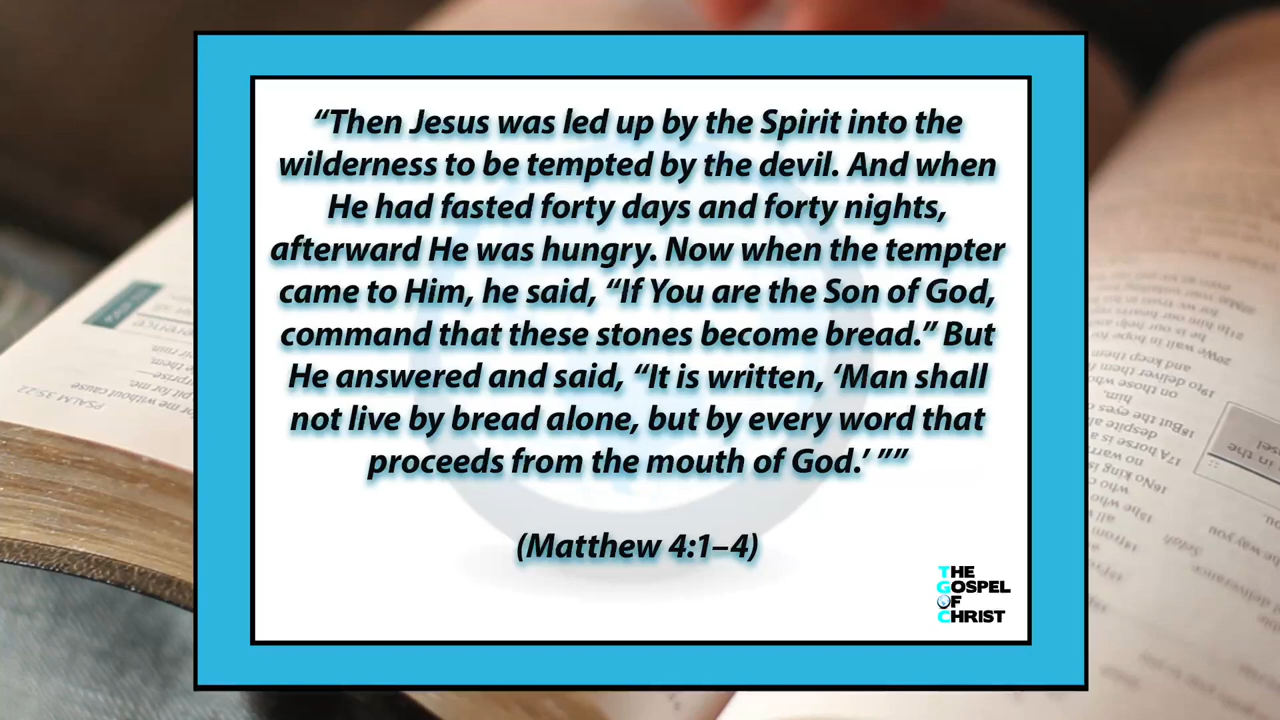 “Then Jesus was led up by the Spirit into the
wilderness to be tempted by the devil. And when
He had fasted forty days and forty nights,
afterward He was hungry. Now when the tempter
came to Him, he said, “If You are the Son of God,
command that these stones become bread.” But
He answered and said, “It is written, ‘Man shall
not live by bread alone, but by every word that
proceeds from the mouth of God.’ ””
(Matthew 4:1–4)
THE
GOSPEL
OF
CHRIST
PSALM 35:22